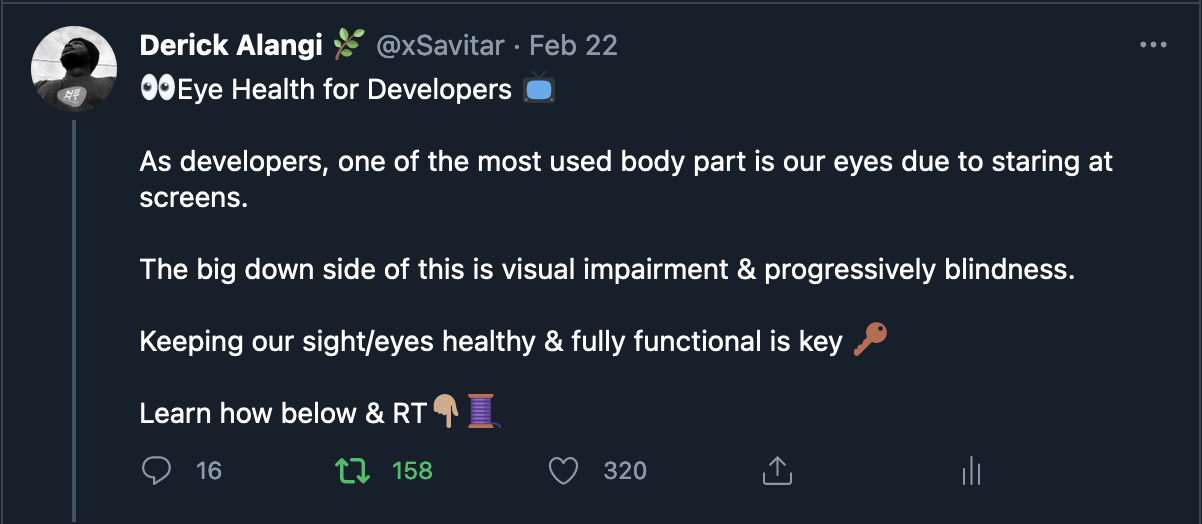 Derick Alangi 🌿 @xSavitar · Feb 22
👀Eye Health for Developers 📺
As developers, one of the most used body part is our eyes due to staring at
screens.
The big down side of this is visual impairment & progressively blindness.
Keeping our sight/eyes healthy & fully functional is key 🔑
Learn how below & RT👇🏽🧵
16 158 320